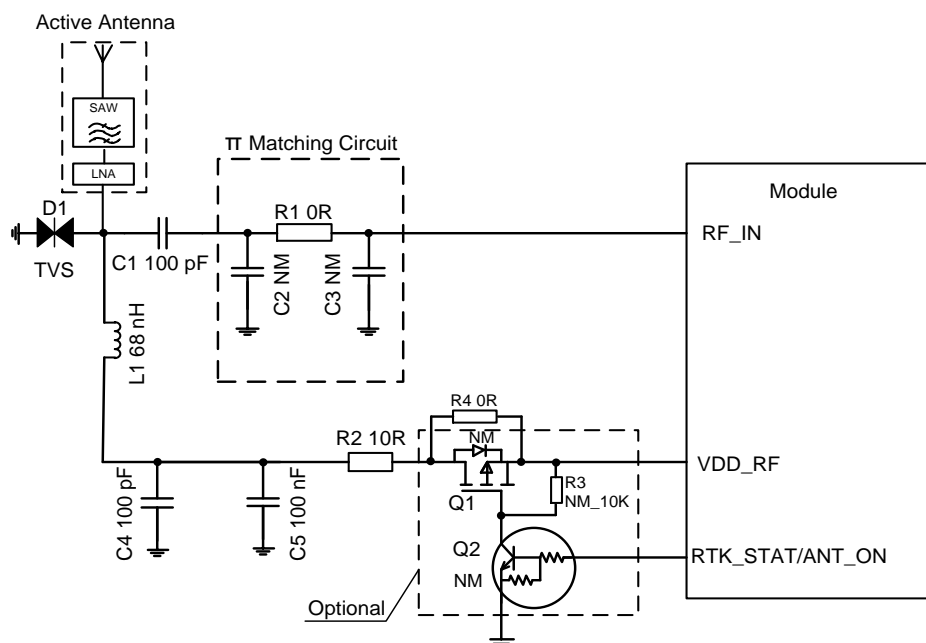 Active Antenna
SAW
LNA
D1
TVS
C1 100 pF
π Matching Circuit
R1 0R
C2 NM
C3 NM
Module
RF_IN
L1 68 nH
R4 0R
NM
R2 10R
VDD_RF
Q1
R3
NM_10K
C4 100 pF
C5 100 nF
Q2
NM
RTK_STAT/ANT_ON
Optional